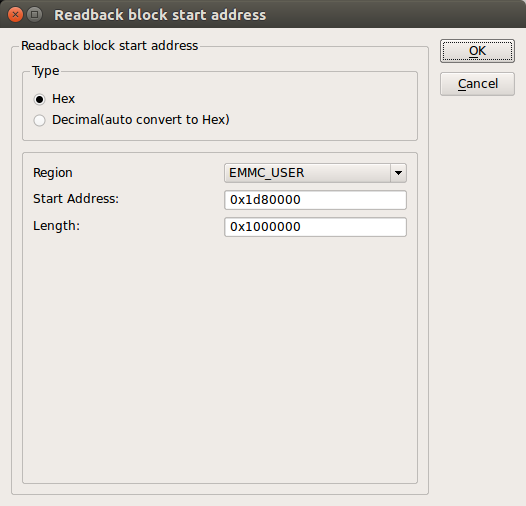 Readback block start address
Readback block start address
Type
Hex
Decimal(auto convert to Hex)
Region EMMC_USER
Start Address: 0x1d80000
Length: 0x1000000
OK
Cancel